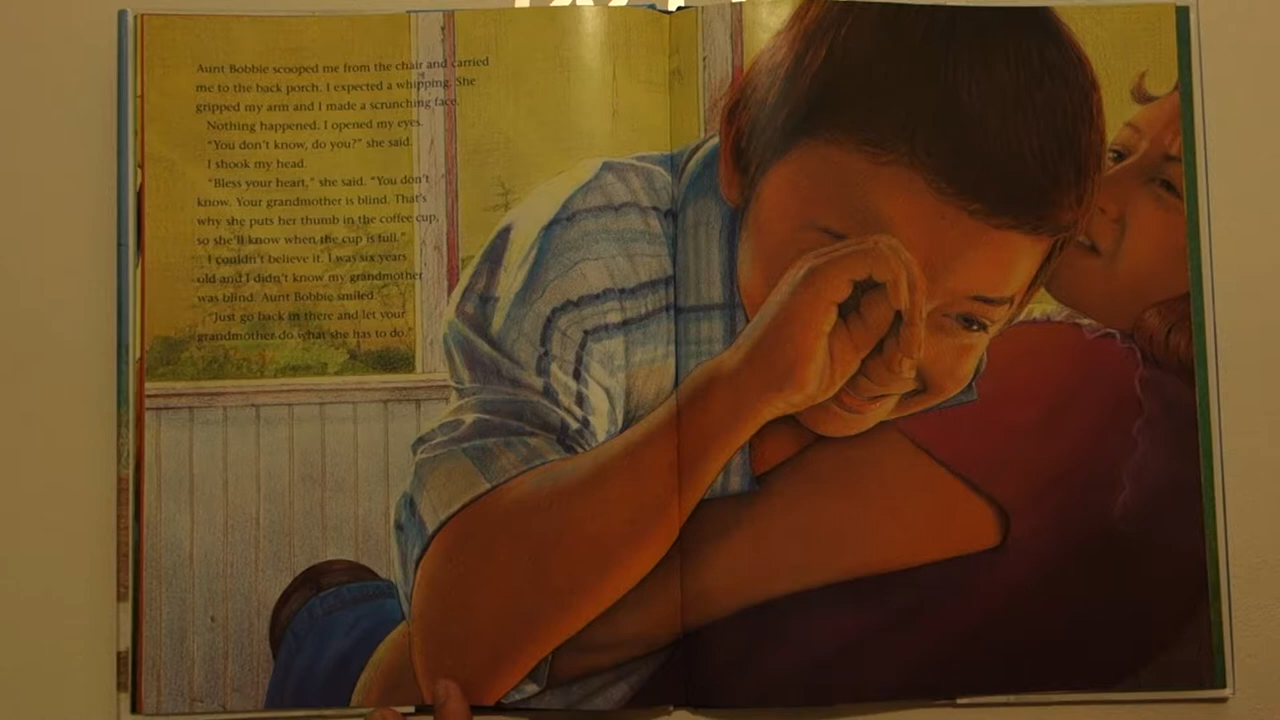 Aunt Bobbie scooped me from the chair and carried
me to the back porch. I expected a whipping. She
gripped my arm and I made a scrunching face.
Nothing happened. I opened my eyes.
"You don't know, do you?" she said.
I shook my head.
"Bless your heart," she said. "You don't
know. Your grandmother is blind. That's
why she puts her thumb in the coffee cup,
so she'll know when the cup is full."
I couldn't believe it. I was six years
old and I didn't know my grandmother
was blind. Aunt Bobbie smiled.
"Just go back in there and let your
grandmother do what she has to do."